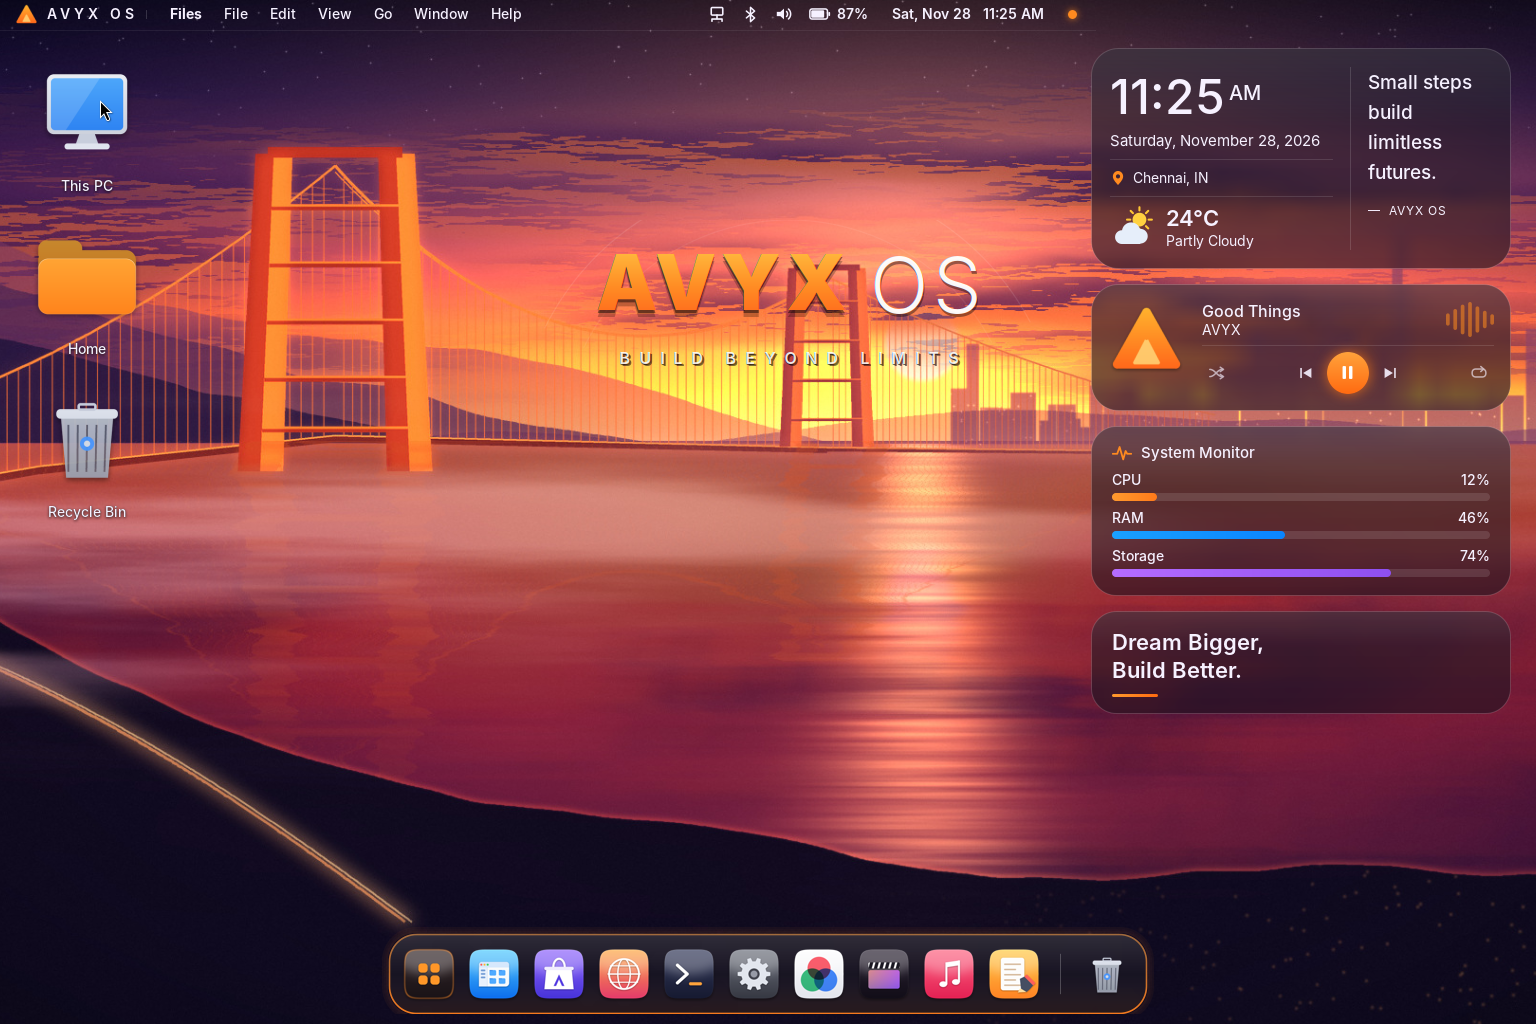 AVYX OS Files File Edit View Go Window Help 87% Sat, Nov 28 11:25 AM
This PC
Home
Recycle Bin
AVYX OS
BUILD BEYOND LIMITS
11:25 AM
Saturday, November 28, 2026
Chennai, IN
24°C
Partly Cloudy
Small steps
build
limitless
futures.
— AVYX OS
Good Things
AVYX
System Monitor
CPU 12%
RAM 46%
Storage 74%
Dream Bigger,
Build Better.